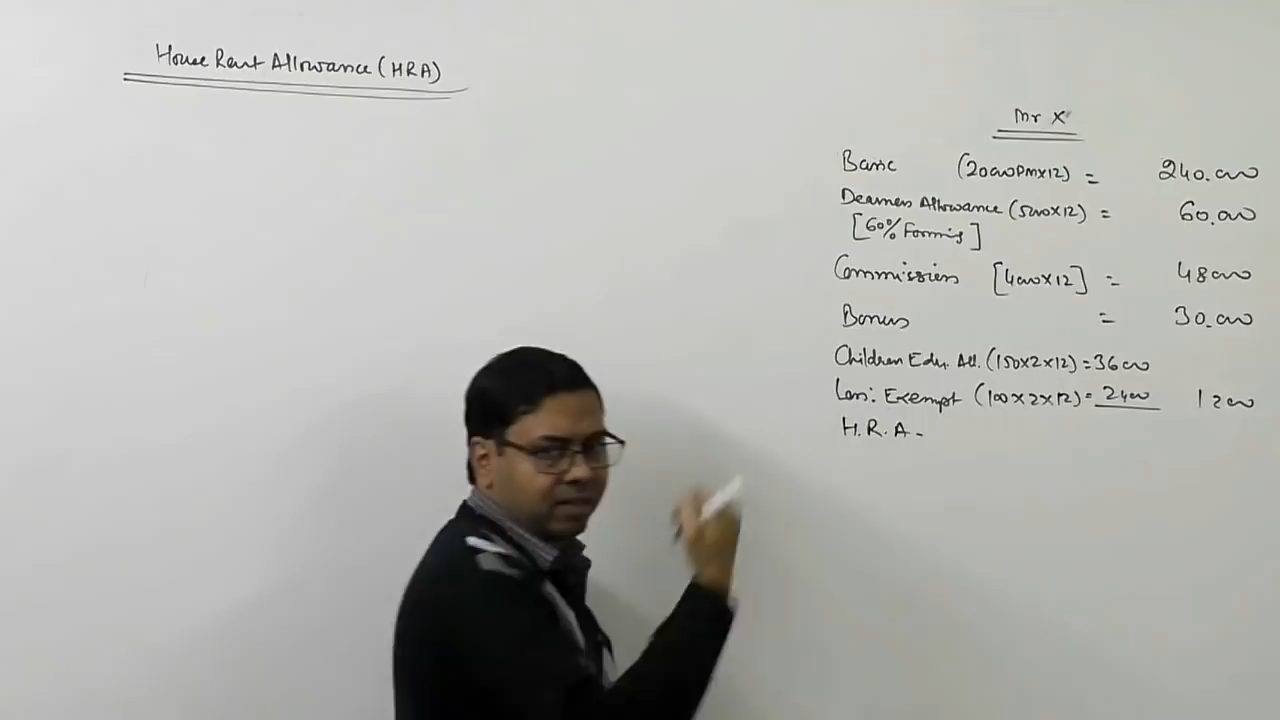 House Rent Allowance (HRA)
Mr X
Basic (20000 PM×12) = 240.000
Dearness Allowance (5000×12) = 60.000
[60% Forming]
Commission [4000×12] = 48000
Bonus = 30.000
Children Edu. All. (150×2×12) = 3600
Less: Exempt (100×2×12) = 2400 1200
H.R.A.